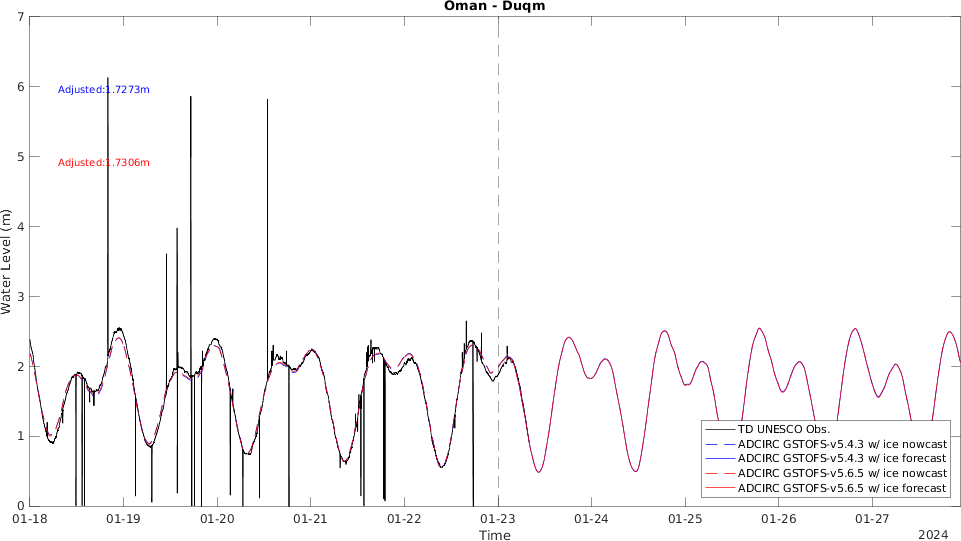 Oman - Duqm
7
6
5
4
3
2
1
0
Water Level (m)
Adjusted:1.7273m
Adjusted:1.7306m
TD UNESCO Obs.
ADCIRC GSTOFS-v5.4.3 w/ ice nowcast
ADCIRC GSTOFS-v5.4.3 w/ ice forecast
ADCIRC GSTOFS-v5.6.5 w/ ice nowcast
ADCIRC GSTOFS-v5.6.5 w/ ice forecast
01-18 01-19 01-20 01-21 01-22 01-23 01-24 01-25 01-26 01-27
Time
2024